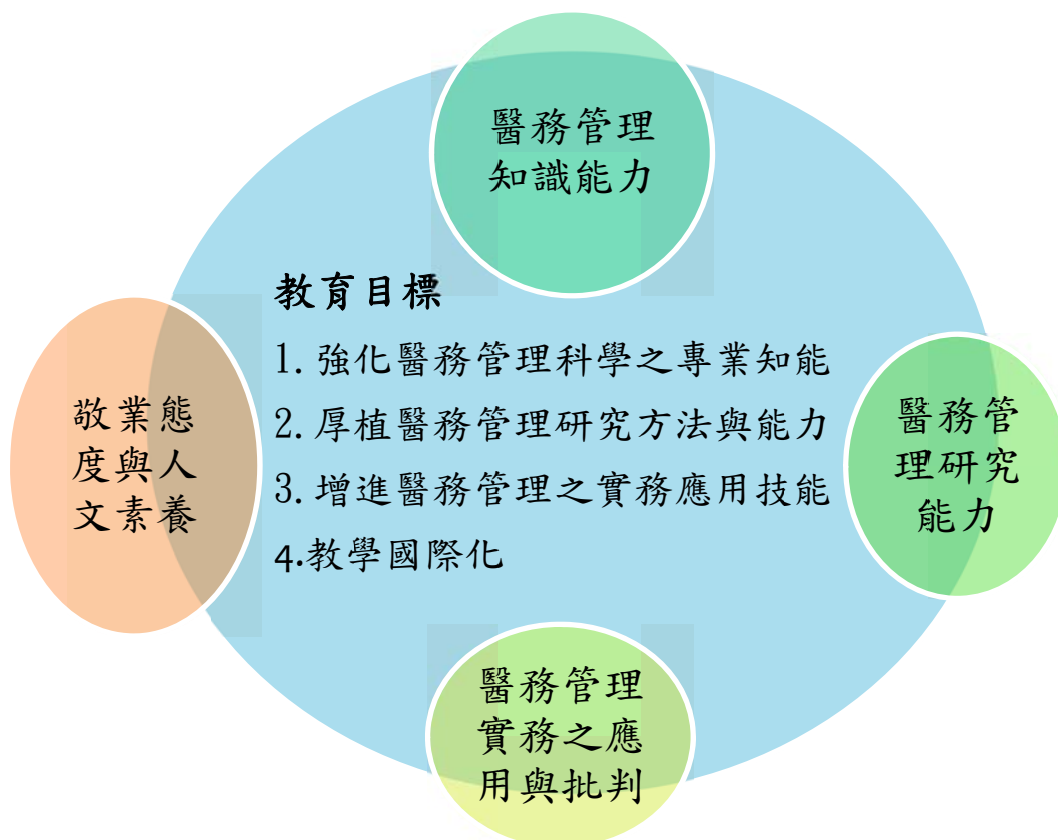 醫務管理
知識能力
教育目標
1. 強化醫務管理科學之專業知能
2. 厚植醫務管理研究方法與能力
3. 增進醫務管理之實務應用技能
4.教學國際化
敬業態
度與人
文素養
醫務管
理研究
能力
醫務管理
實務之應
用與批判